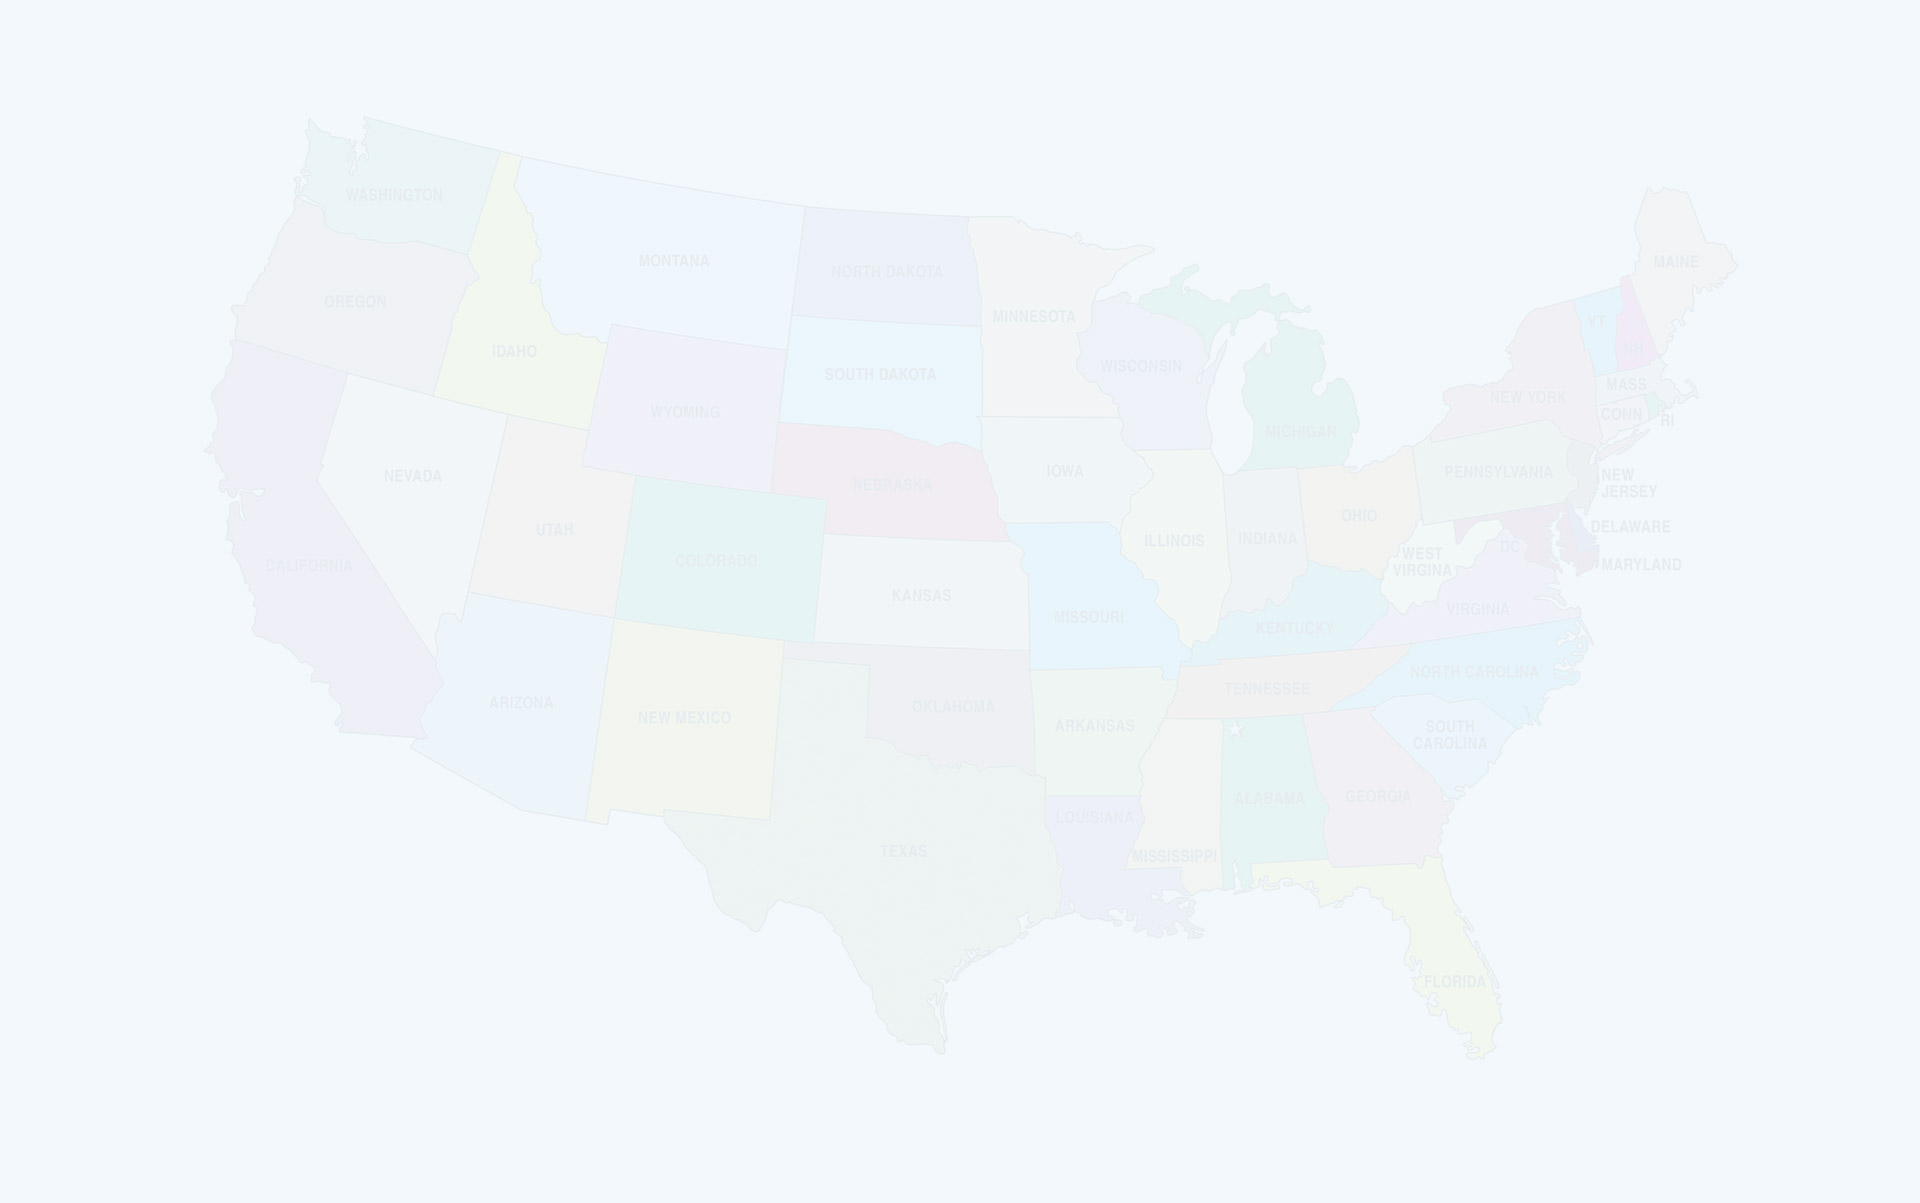 WASHINGTON
MONTANA
NORTH DAKOTA
MINNESOTA
MAINE
OREGON
IDAHO
SOUTH DAKOTA
WISCONSIN
VT
NH
WYOMING
MICHIGAN
NEW YORK
MASS
CONN
RI
NEVADA
NEBRASKA
IOWA
PENNSYLVANIA
NEW
JERSEY
UTAH
COLORADO
ILLINOIS
INDIANA
OHIO
DC
DELAWARE
WEST
VIRGINA
MARYLAND
CALIFORNIA
KANSAS
MISSOURI
KENTUCKY
VIRGINIA
ARIZONA
NEW MEXICO
OKLAHOMA
ARKANSAS
TENNESSEE
NORTH CAROLINA
SOUTH
CAROLINA
TEXAS
LOUISIANA
MISSISSIPPI
ALABAMA
GEORGIA
FLORIDA